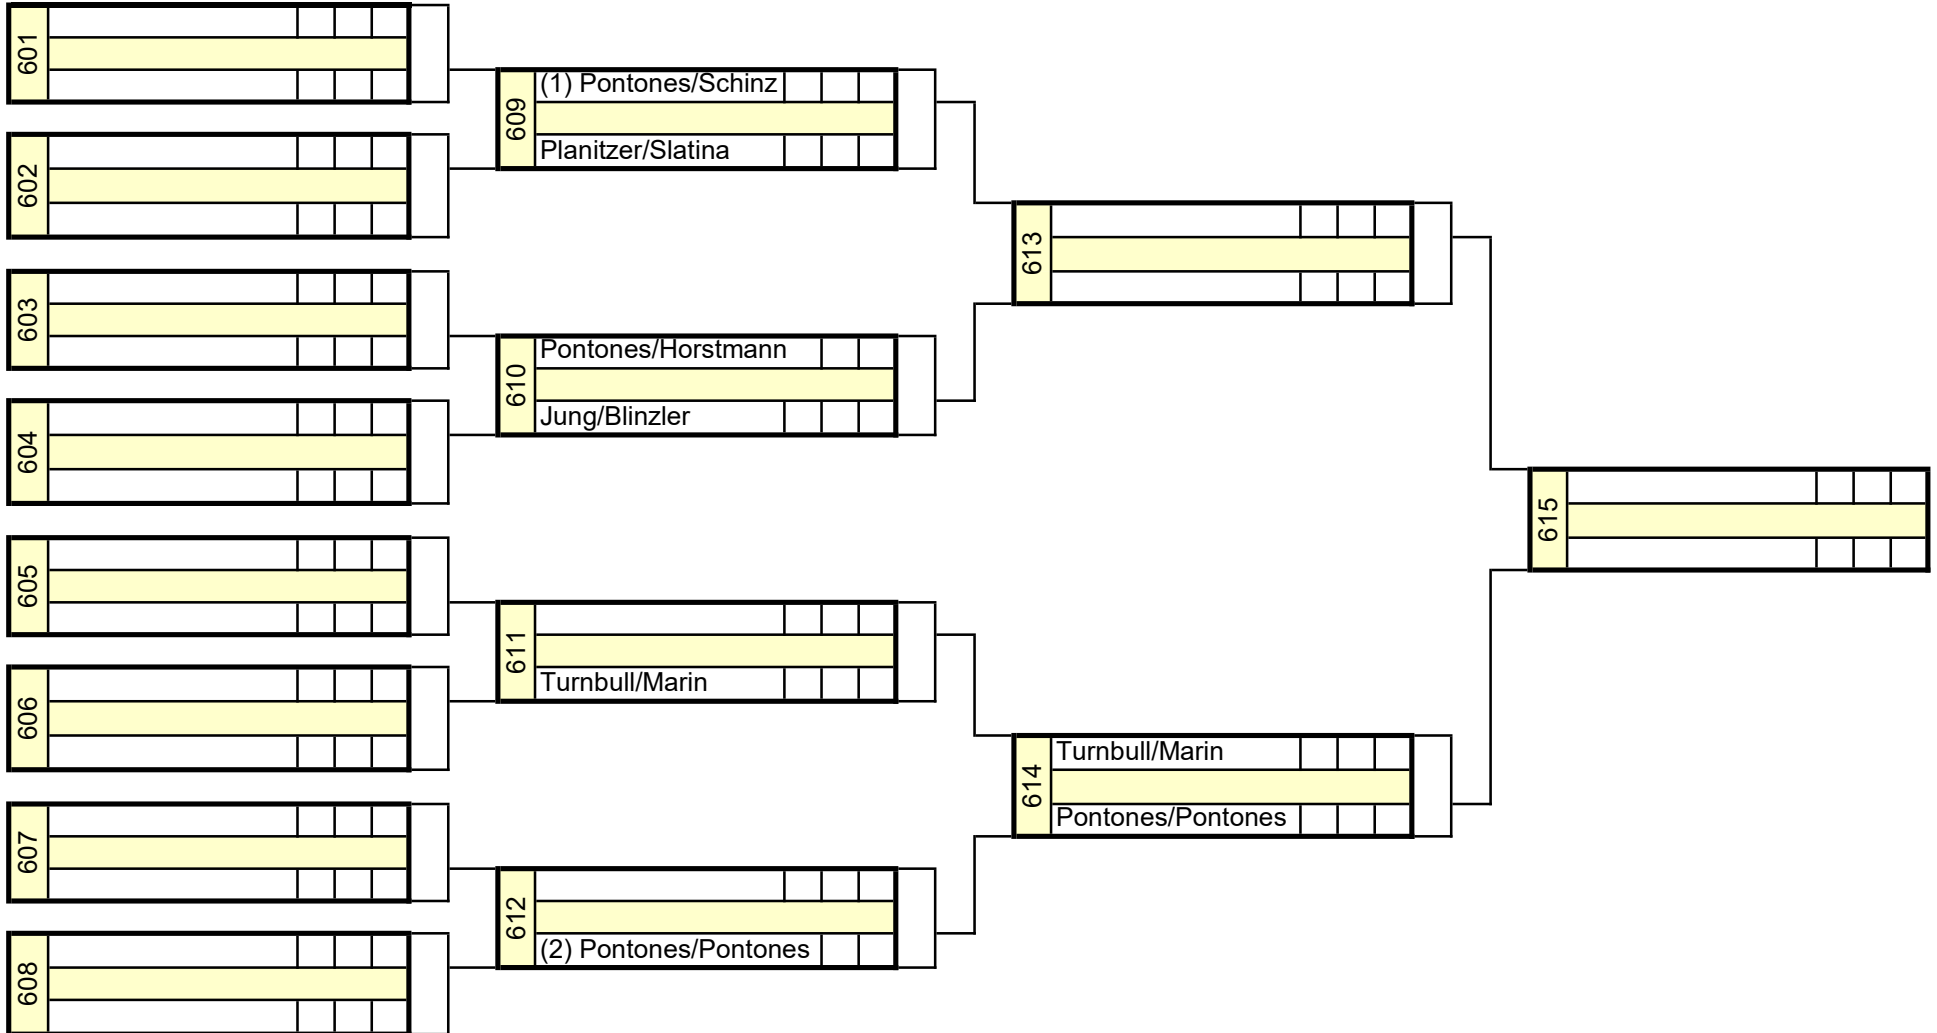 601
602
603
604
605
606
607
608
609
(1) Pontones/Schinz
Planitzer/Slatina
610
Pontones/Horstmann
Jung/Blinzler
611
Turnbull/Marin
612
(2) Pontones/Pontones
613
614
Turnbull/Marin
Pontones/Pontones
615